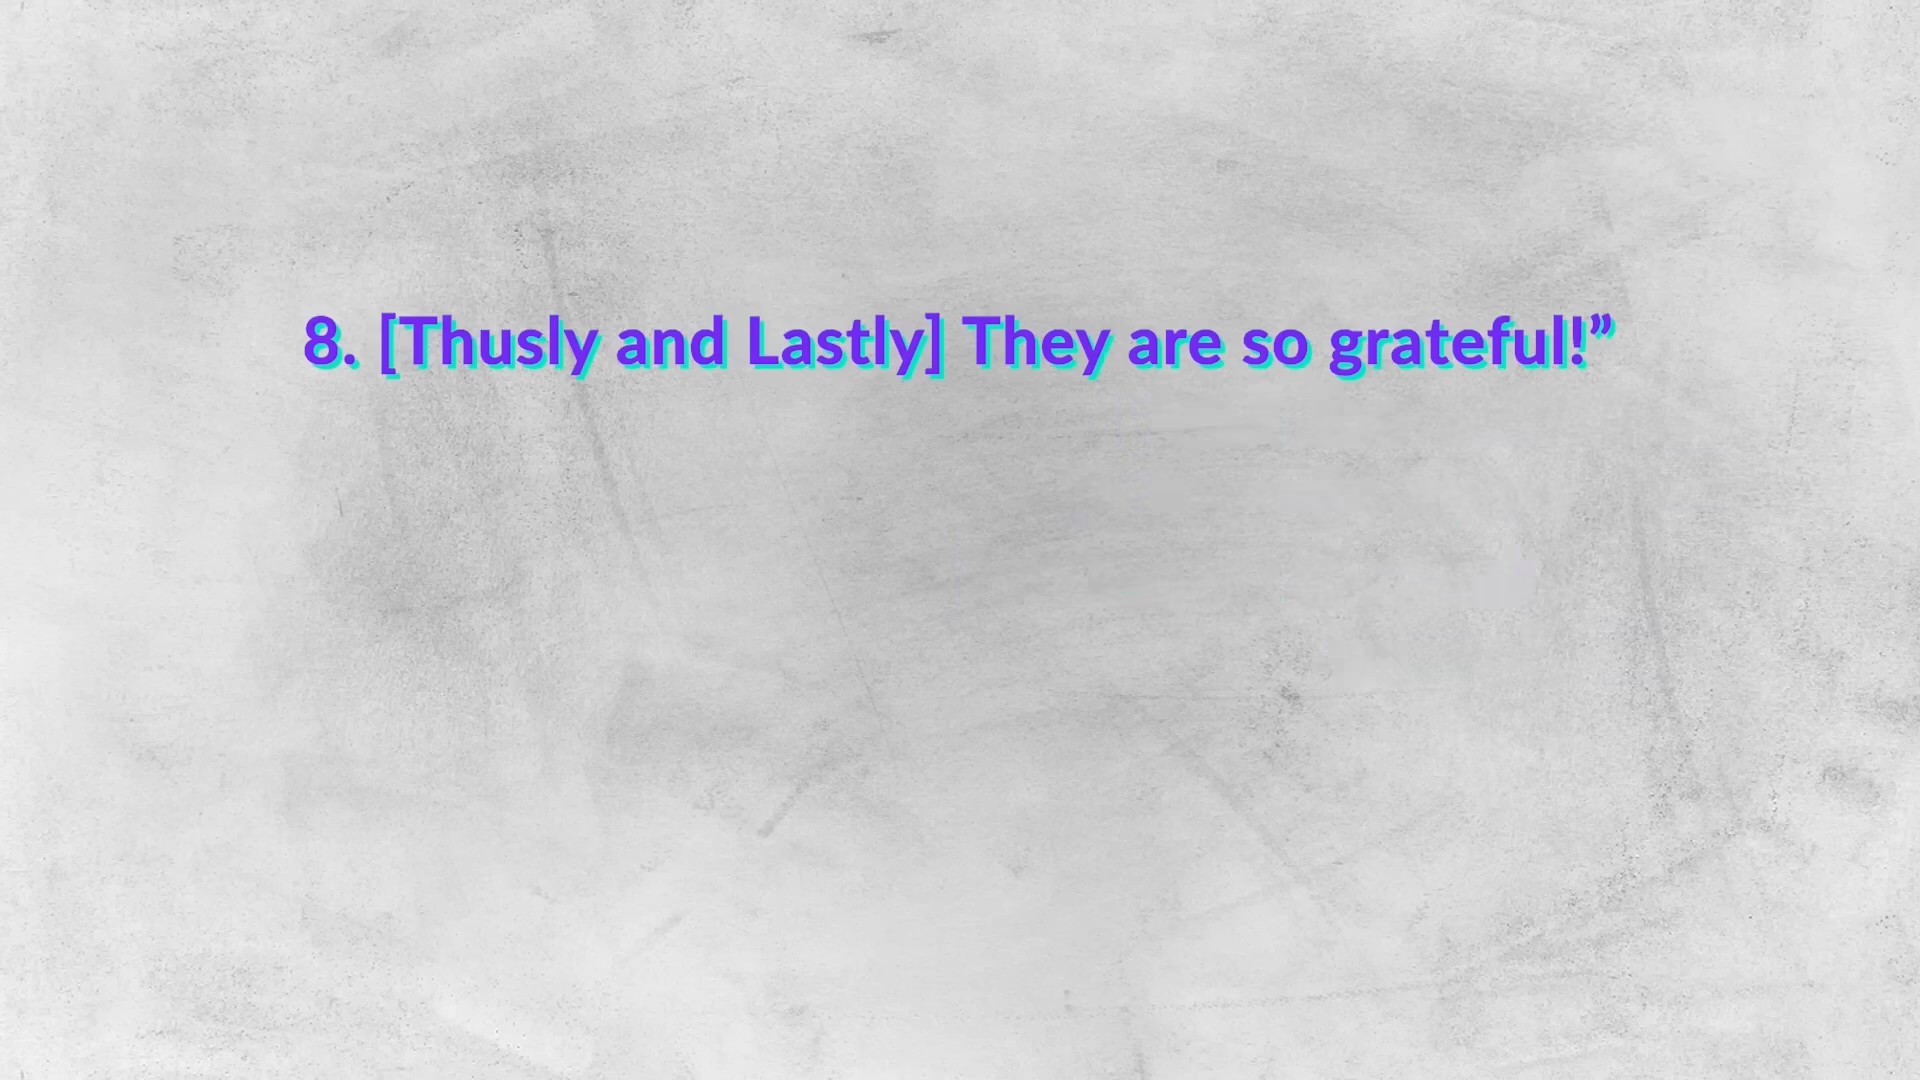 8. [Thusly and Lastly] They are so grateful!”